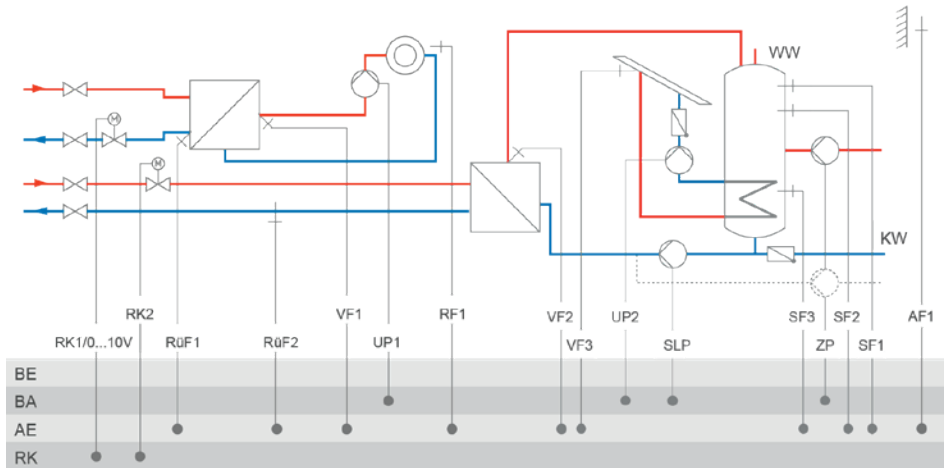 WW
M
M
KW
RK2 VF1 RF1 VF2 UP2 SF3 SF2 AF1
RK1/0...10V RüF1 RüF2 UP1 VF3 SLP ZP SF1
BE
BA
AE
RK